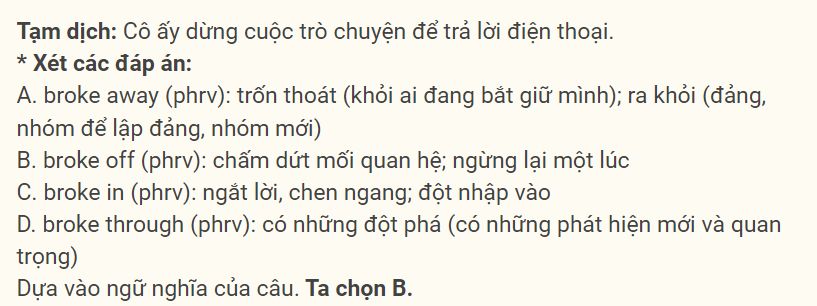 Tạm dịch: Cô ấy dừng cuộc trò chuyện để trả lời điện thoại.
* Xét các đáp án:
A. broke away (phrv): trốn thoát (khỏi ai đang bắt giữ mình); ra khỏi (đảng,
nhóm để lập đảng, nhóm mới)
B. broke off (phrv): chấm dứt mối quan hệ; ngừng lại một lúc
C. broke in (phrv): ngắt lời, chen ngang; đột nhập vào
D. broke through (phrv): có những đột phá (có những phát hiện mới và quan
trọng)
Dựa vào ngữ nghĩa của câu. Ta chọn B.